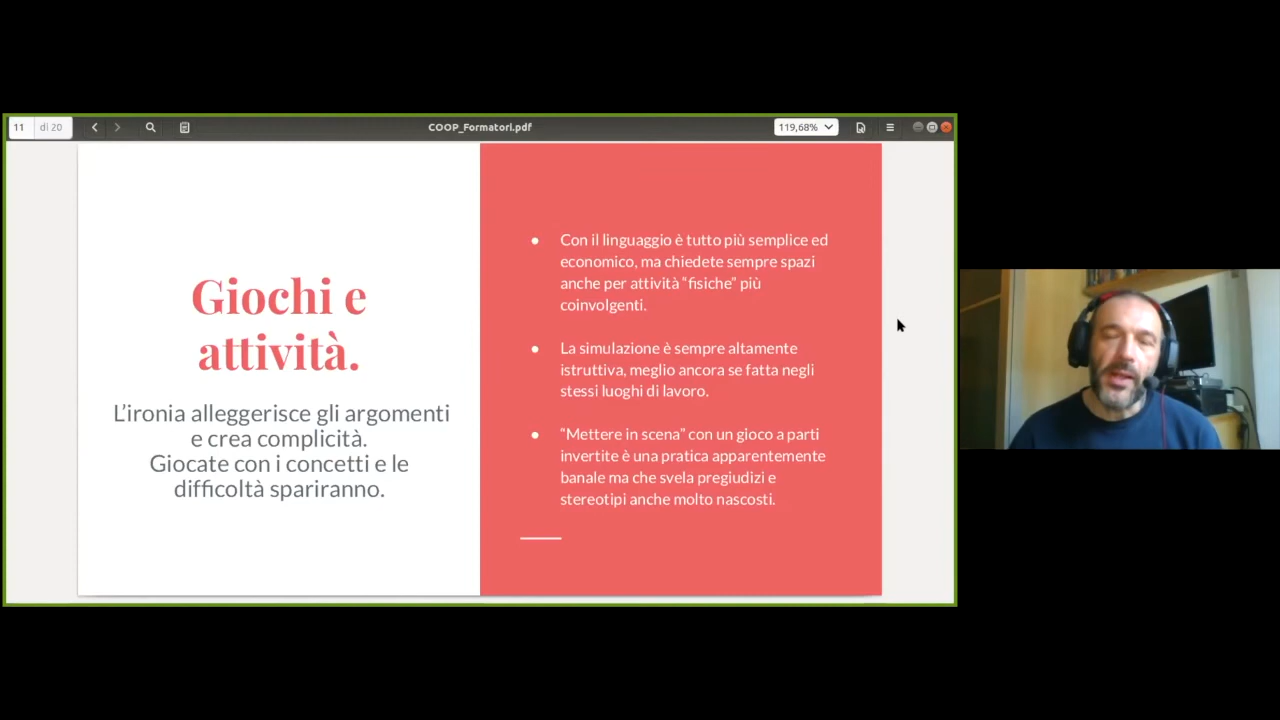 11
di 20
COOP_Formatori.pdf
119,68%
Giochi e
attività.
L'ironia alleggerisce gli argomenti
e crea complicità.
Giocate con i concetti e le
difficoltà spariranno.
● Con il linguaggio è tutto più semplice ed
economico, ma chiedete sempre spazi
anche per attività “fisiche” più
coinvolgenti.
● La simulazione è sempre altamente
istruttiva, meglio ancora se fatta negli
stessi luoghi di lavoro.
● “Mettere in scena” con un gioco a parti
invertite è una pratica apparentemente
banale ma che svela pregiudizi e
stereotipi anche molto nascosti.